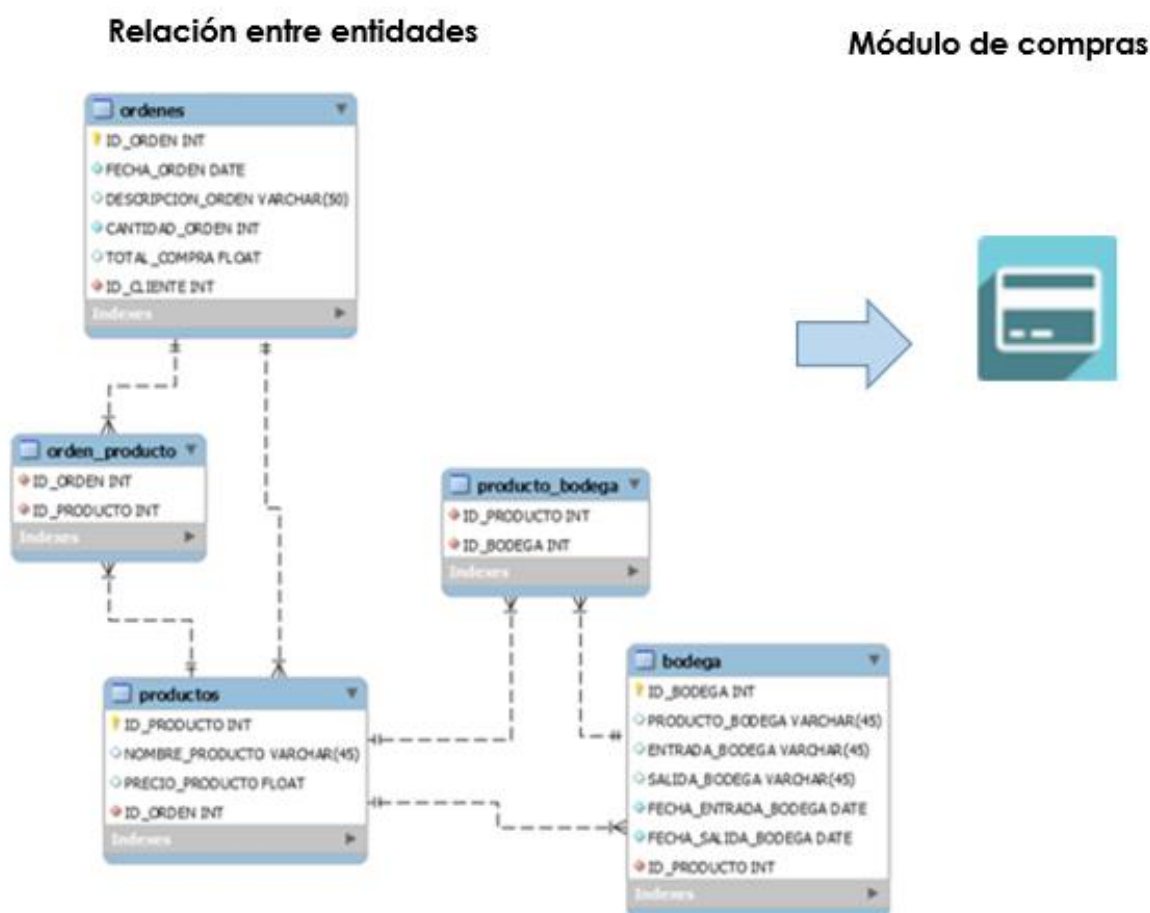 Relación entre entidades
Módulo de compras
ordenes
ID_ORDEN INT
FECHA_ORDEN DATE
DESCRIPCION_ORDEN VARCHAR(50)
CANTIDAD_ORDEN INT
TOTAL_COMPRA FLOAT
ID_CLIENTE INT
Indexes
orden_producto
ID_ORDEN INT
ID_PRODUCTO INT
Indexes
producto_bodega
ID_PRODUCTO INT
ID_BODEGA INT
Indexes
productos
ID_PRODUCTO INT
NOMBRE_PRODUCTO VARCHAR(45)
PRECIO_PRODUCTO FLOAT
ID_ORDEN INT
Indexes
bodega
ID_BODEGA INT
PRODUCTO_BODEGA VARCHAR(45)
ENTRADA_BODEGA VARCHAR(45)
SALIDA_BODEGA VARCHAR(45)
FECHA_ENTRADA_BODEGA DATE
FECHA_SALIDA_BODEGA DATE
ID_PRODUCTO INT
Indexes